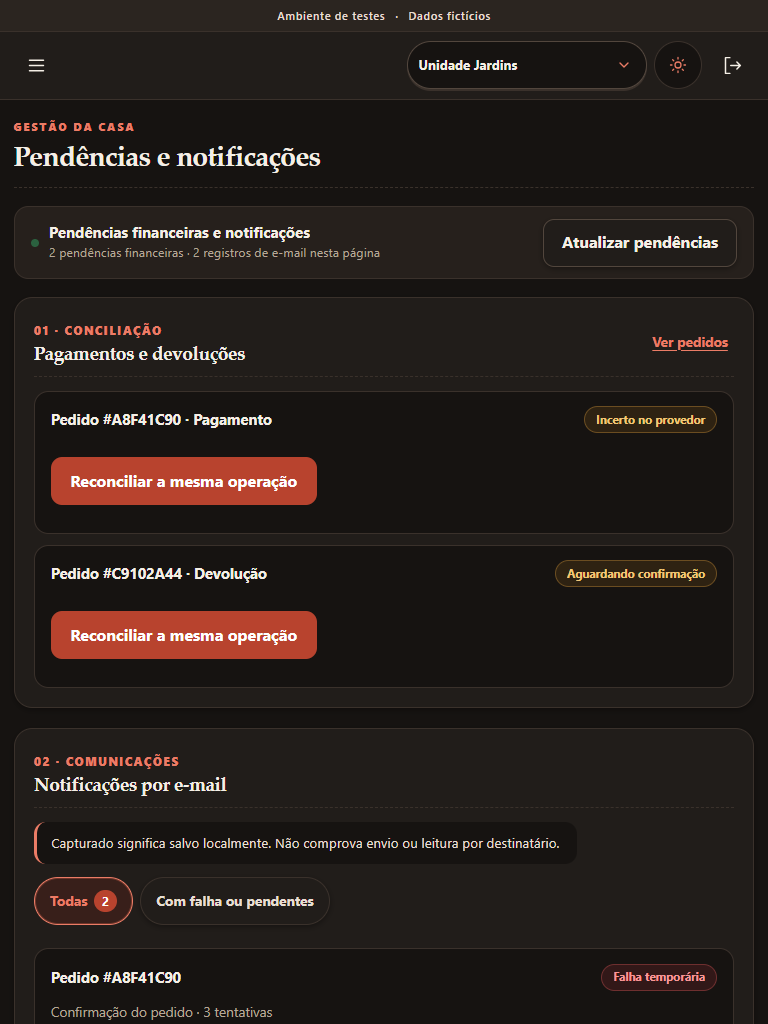 Ambiente de testes · Dados fictícios
Unidade Jardins
GESTÃO DA CASA
Pendências e notificações
Pendências financeiras e notificações
2 pendências financeiras · 2 registros de e-mail nesta página
Atualizar pendências
01 · CONCILIAÇÃO
Pagamentos e devoluções
Ver pedidos
Pedido #A8F41C90 · Pagamento
Incerto no provedor
Reconciliar a mesma operação
Pedido #C9102A44 · Devolução
Aguardando confirmação
Reconciliar a mesma operação
02 · COMUNICAÇÕES
Notificações por e-mail
Capturado significa salvo localmente. Não comprova envio ou leitura por destinatário.
Todas 2
Com falha ou pendentes
Pedido #A8F41C90
Falha temporária
Confirmação do pedido · 3 tentativas